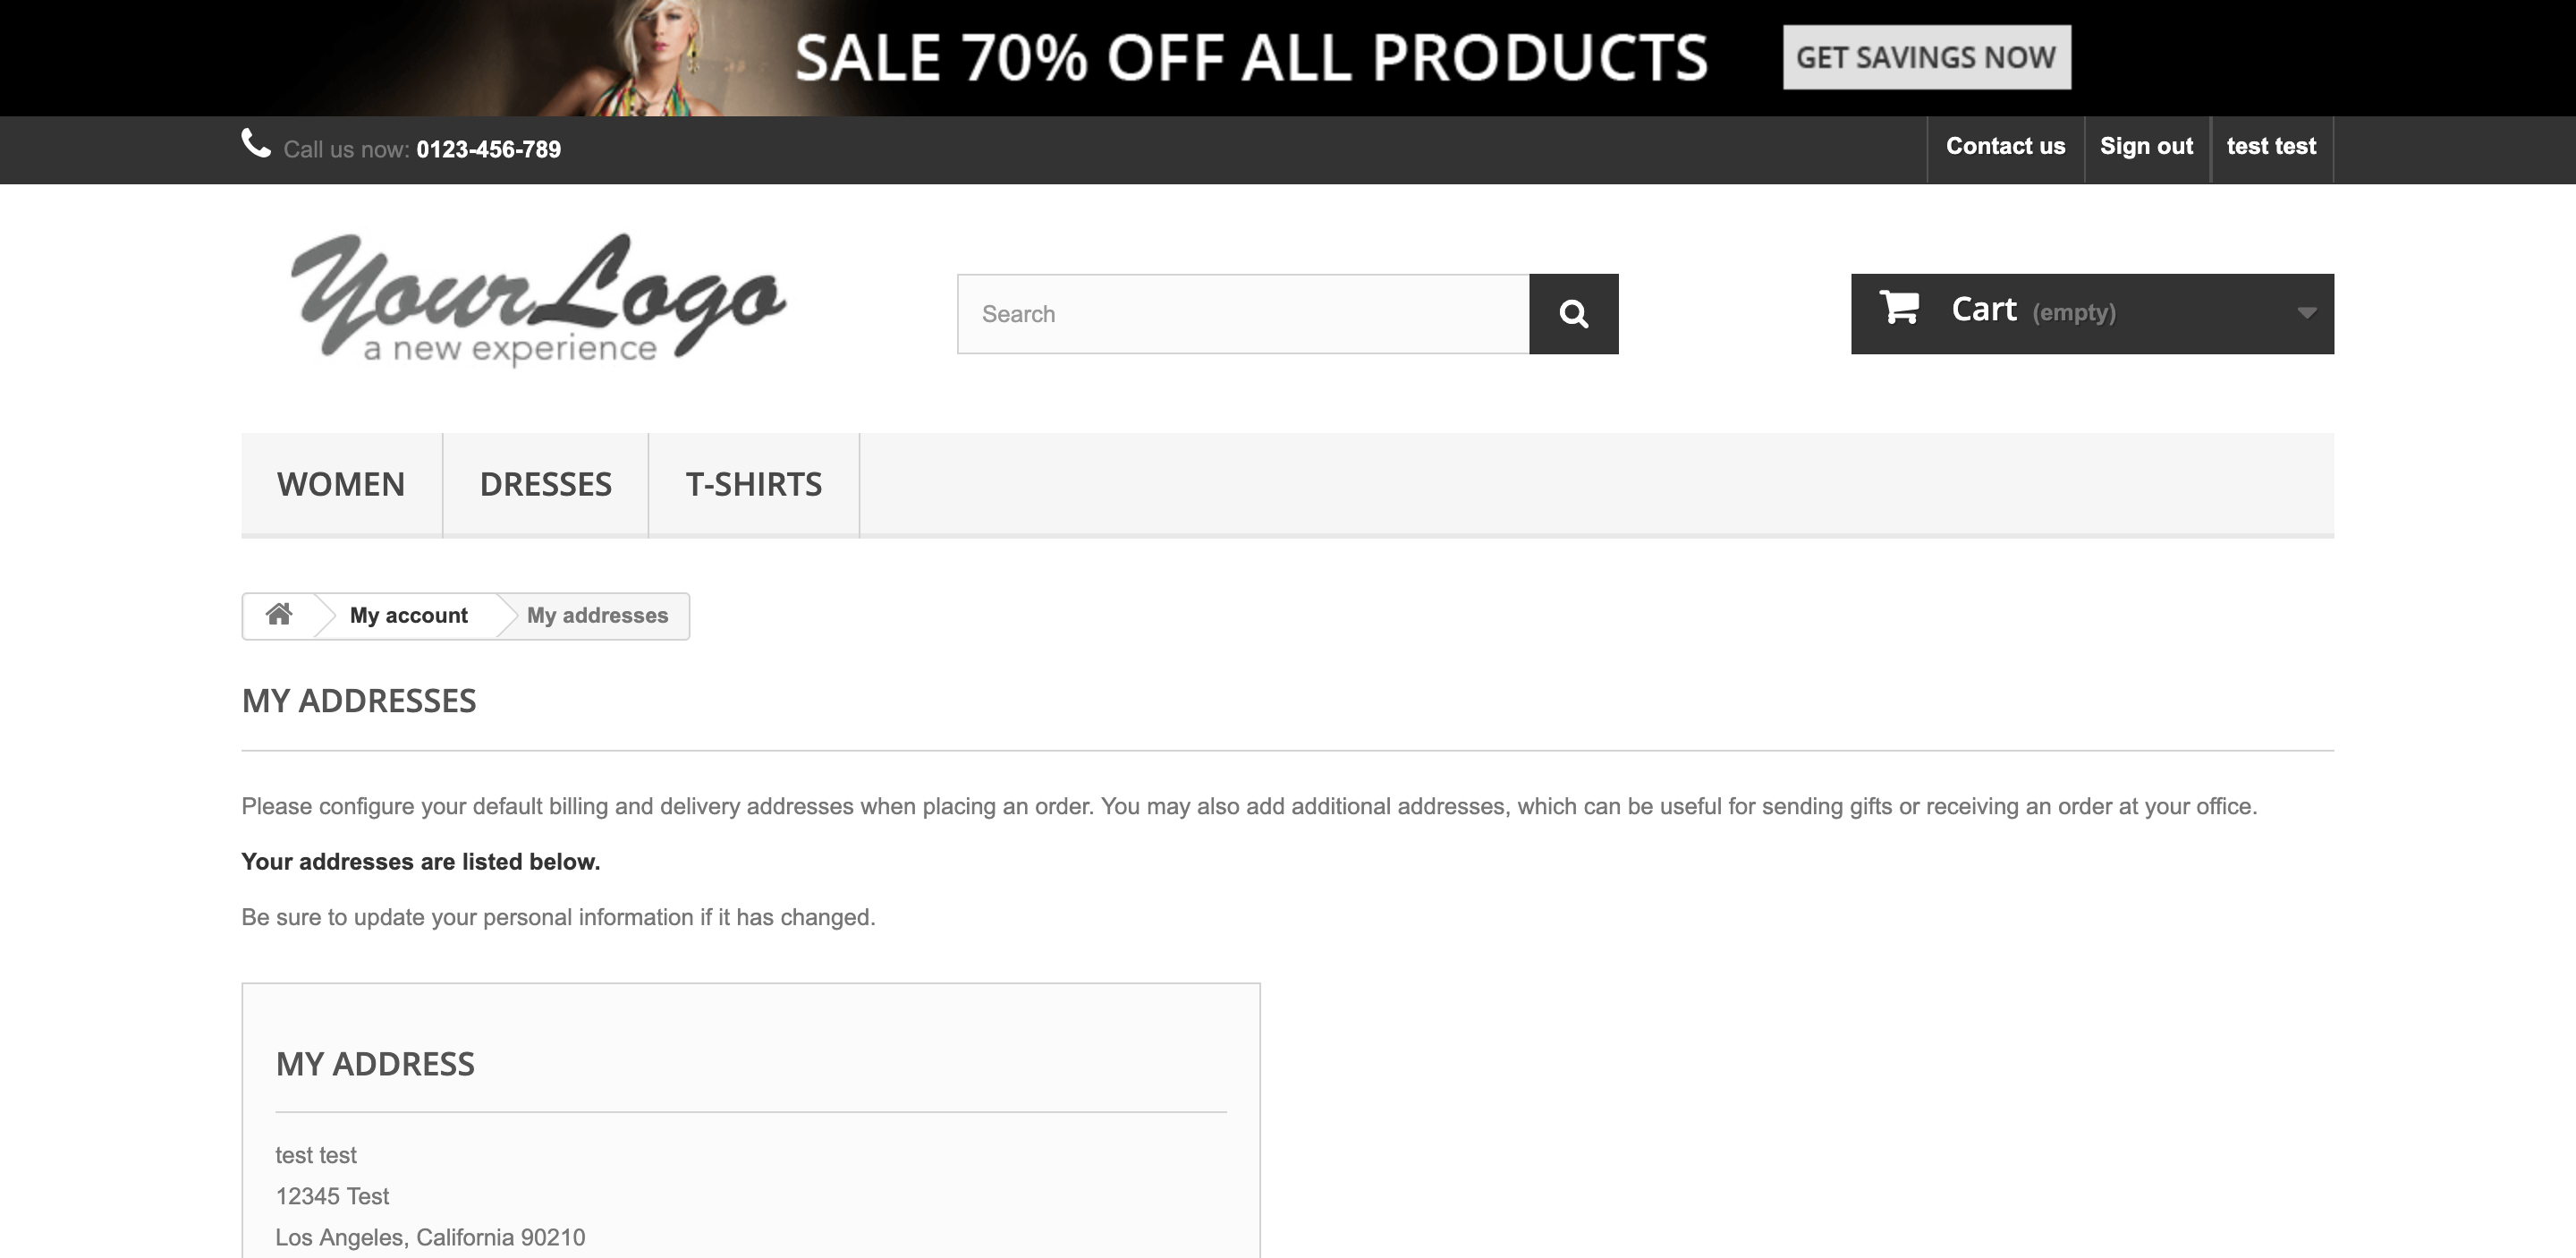 SALE 70% OFF ALL PRODUCTS
GET SAVINGS NOW
Call us now: 0123-456-789
Contact us
Sign out
test test
Your Logo
a new experience
Search
Cart (empty)
WOMEN
DRESSES
T-SHIRTS
My account
My addresses
MY ADDRESSES
Please configure your default billing and delivery addresses when placing an order. You may also add additional addresses, which can be useful for sending gifts or receiving an order at your office.
Your addresses are listed below.
Be sure to update your personal information if it has changed.
MY ADDRESS
test test
12345 Test
Los Angeles, California 90210